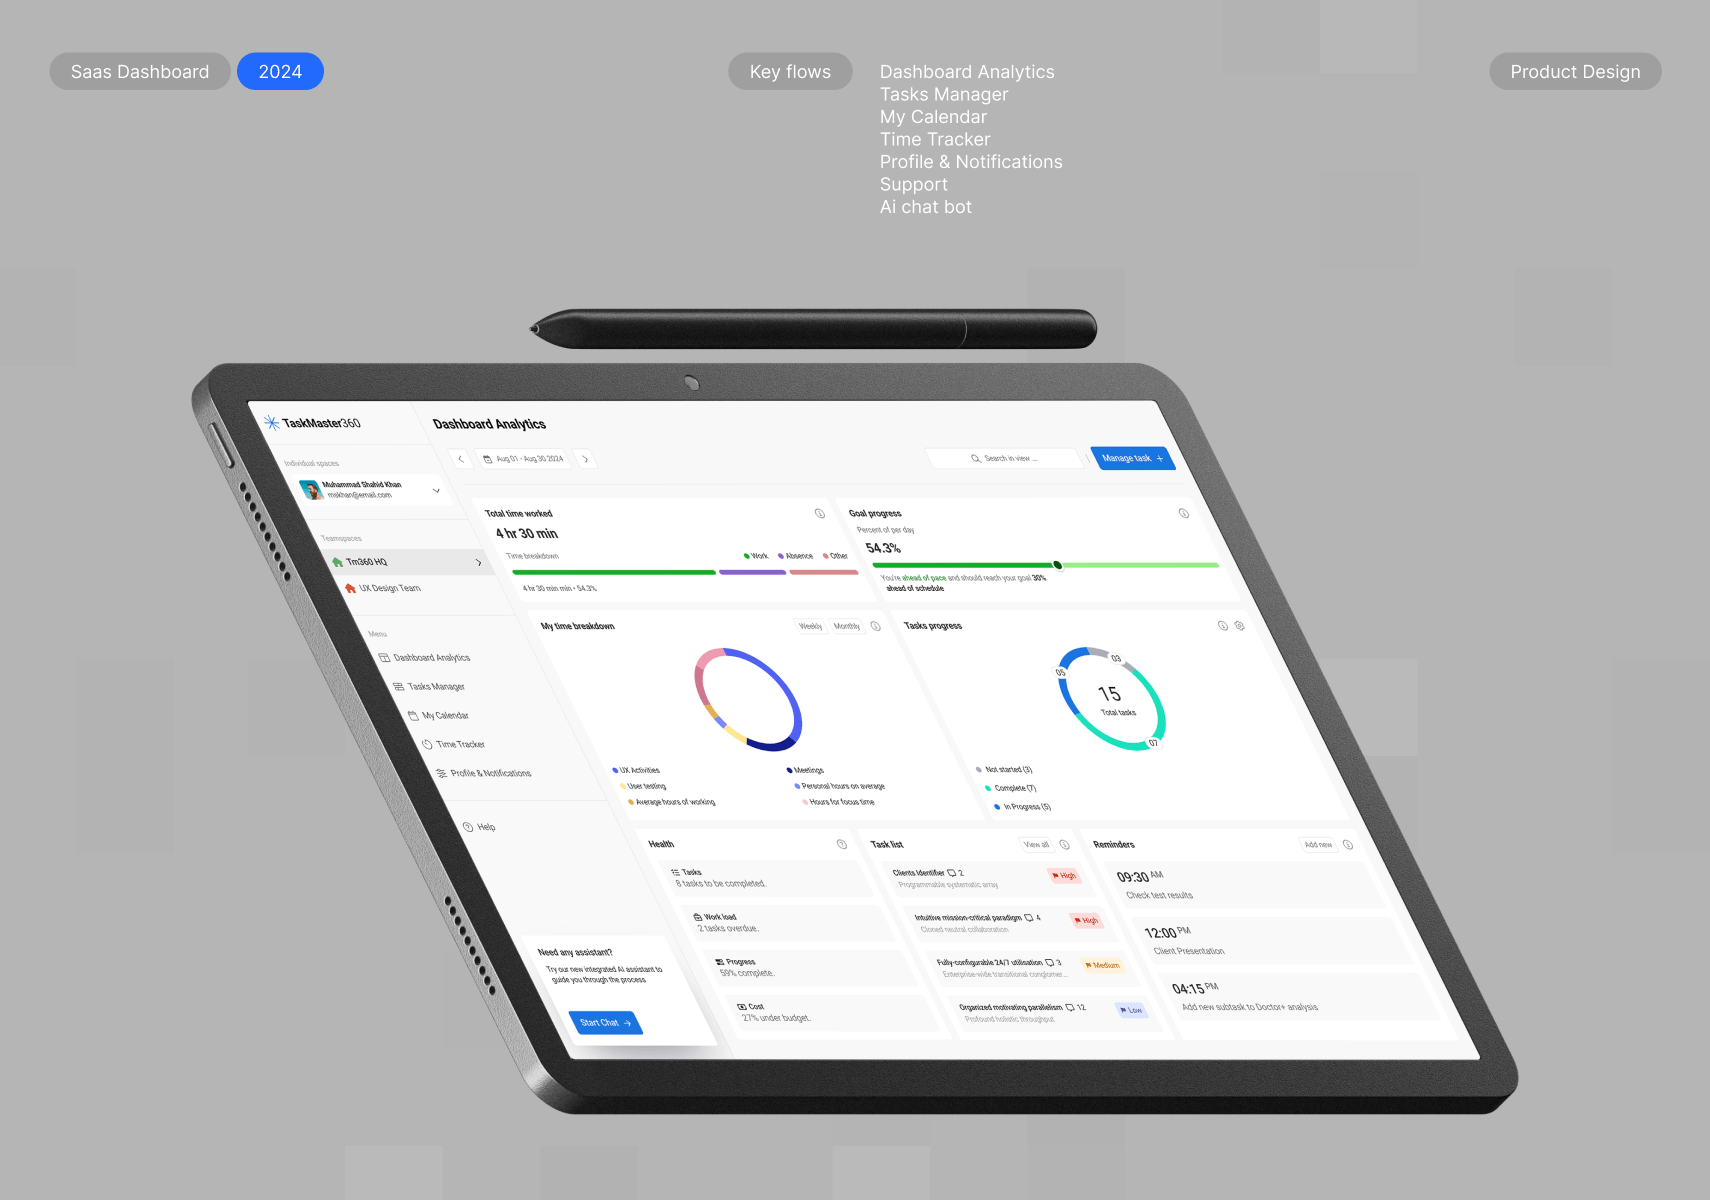 Saas Dashboard
2024
Key flows
Dashboard Analytics
Tasks Manager
My Calendar
Time Tracker
Profile & Notifications
Support
Ai chat bot
Product Design
TaskMaster360
Individual spaces
Muhammad Shahid Khan
mskhan@email.com
Teamspaces
Tm360 HQ
UX Design Team
Menu
Dashboard Analytics
Tasks Manager
My Calendar
Time Tracker
Profile & Notifications
Help
Need any assistant?
Try our new integrated AI assistant to
guide you through the process
Start Chat
Dashboard Analytics
Aug 01 - Aug 30 2024
Search in view ...
Manage task
Total time worked
4 hr 30 min
Time breakdown
Work
Absence
Other
4 hr 30 min min • 54.3%
Goal progress
Percent of per day
54.3%
You're ahead of pace and should reach your goal 30%
ahead of schedule
My time breakdown
Weekly
Monthly
UX Activities
Meetings
User testing
Personal hours on average
Average hours of working
Hours for focus time
Tasks progress
03
05
15
Total tasks
07
Not started (3)
Complete (7)
In Progress (5)
Health
Tasks
8 tasks to be completed.
Work load
2 tasks overdue.
Progress
59% complete.
Cost
27% under budget.
Task list
View all
Clients Identifier 2
Programmable systematic array
High
Intuitive mission-critical paradigm 4
Cloned neutral collaboration
High
Fully-configurable 24/7 utilisation 3
Enterprise-wide transitional conglomer...
Medium
Organized motivating parallelism 12
Profound holistic throughput
Low
Reminders
Add new
09:30 AM
Check test results
12:00 PM
Client Presentation
04:15 PM
Add new subtask to Doctor+ analysis